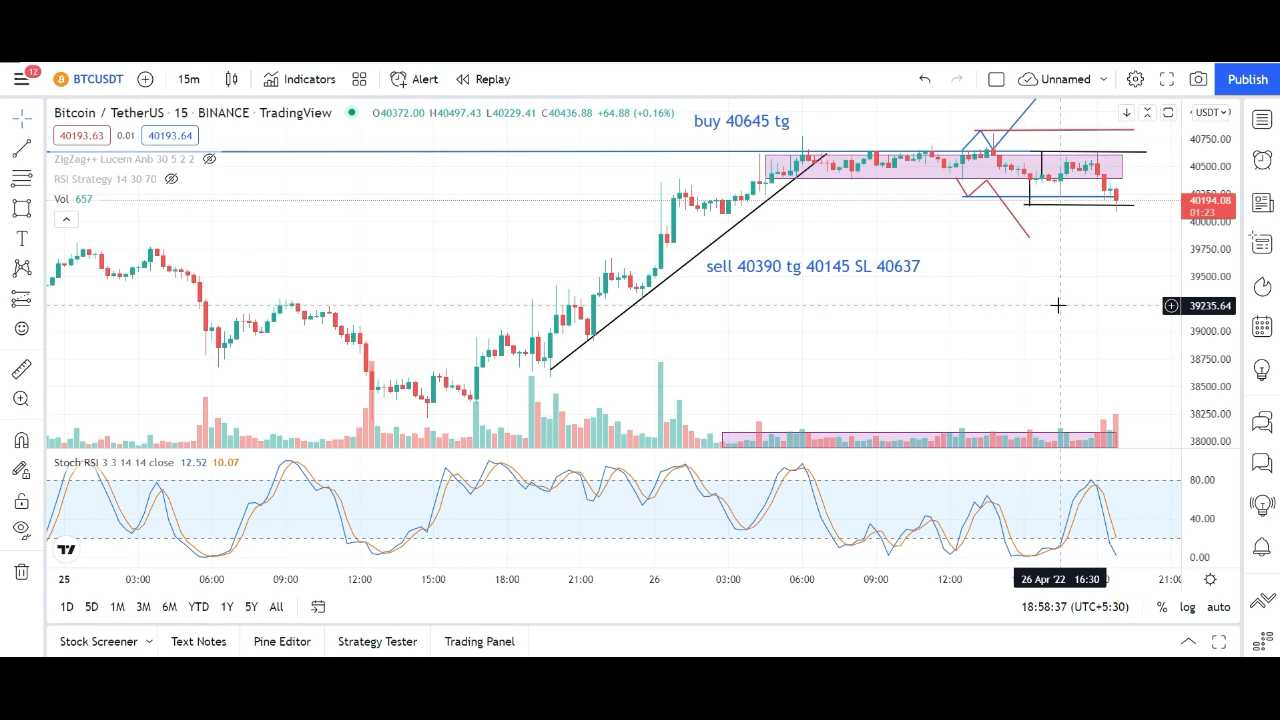 12
BTCUSDT 15m Indicators Alert Replay Unnamed Publish
Bitcoin / TetherUS · 15 · BINANCE · TradingView O40372.00 H40497.43 L40229.41 C40436.88 +64.88 (+0.16%) USDT
buy 40645 tg
40193.63 0.01 40193.64
ZigZag++ Lucem Anb 30 5 2 2
RSI Strategy 14 30 70
Vol 657
sell 40390 tg 40145 SL 40637
40750.00
40500.00
40194.08
01:23
40000.00
39750.00
39500.00
39235.64
39000.00
38750.00
38500.00
38250.00
38000.00
Stoch RSI 3 3 14 14 close 12.52 10.07
80.00
40.00
0.00
25 03:00 06:00 09:00 12:00 15:00 18:00 21:00 26 03:00 06:00 09:00 12:00 26 Apr '22 16:30 21:00
1D 5D 1M 3M 6M YTD 1Y 5Y All 18:58:37 (UTC+5:30) % log auto
Stock Screener Text Notes Pine Editor Strategy Tester Trading Panel